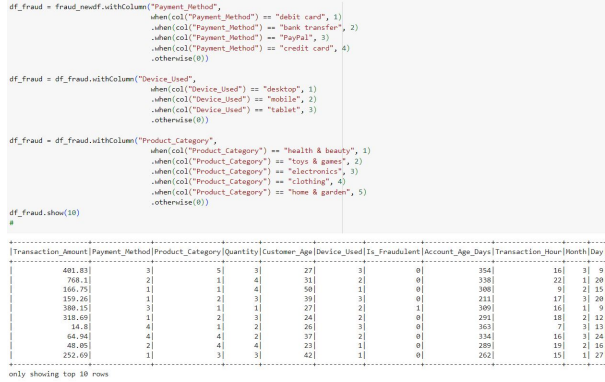 df_fraud = fraud_newdf.withColumn("Payment_Method",
when(col("Payment_Method") == "debit card", 1)
.when(col("Payment_Method") == "bank transfer", 2)
.when(col("Payment_Method") == "PayPal", 3)
.when(col("Payment_Method") == "credit card", 4)
.otherwise(0))
df_fraud = df_fraud.withColumn("Device_Used",
when(col("Device_Used") == "desktop", 1)
.when(col("Device_Used") == "mobile", 2)
.when(col("Device_Used") == "tablet", 3)
.otherwise(0))
df_fraud = df_fraud.withColumn("Product_Category",
when(col("Product_Category") == "health & beauty", 1)
.when(col("Product_Category") == "toys & games", 2)
.when(col("Product_Category") == "electronics", 3)
.when(col("Product_Category") == "clothing", 4)
.when(col("Product_Category") == "home & garden", 5)
.otherwise(0))
df_fraud.show(10)
#
|Transaction_Amount|Payment_Method|Product_Category|Quantity|Customer_Age|Device_Used|Is_Fraudulent|Account_Age_Days|Transaction_Hour|Month|Day
| 401.83| 3| 5| 3| 27| 3| 0| 354| 16| 3| 9
| 768.1| 2| 1| 4| 31| 2| 0| 338| 22| 1| 20
| 166.75| 1| 1| 4| 50| 1| 0| 308| 9| 2| 15
| 159.26| 1| 2| 3| 39| 3| 0| 211| 17| 3| 20
| 380.15| 3| 1| 1| 27| 2| 1| 309| 16| 1| 9
| 318.69| 1| 2| 3| 24| 2| 0| 291| 18| 2| 12
| 14.8| 4| 1| 2| 26| 3| 0| 363| 7| 3| 13
| 64.94| 4| 4| 2| 37| 2| 0| 334| 16| 3| 24
| 48.05| 2| 4| 4| 23| 1| 0| 289| 19| 2| 16
| 252.69| 1| 3| 3| 42| 1| 0| 262| 15| 1| 27
only showing top 10 rows